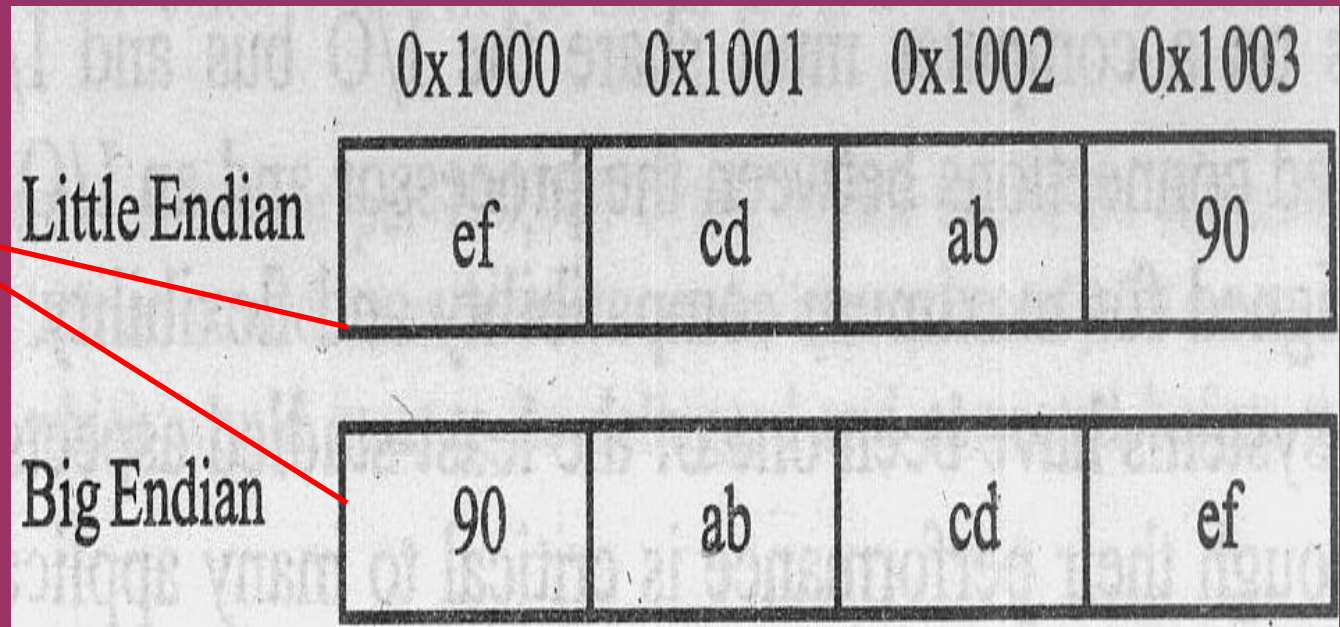 0x1000 0x1001 0x1002 0x1003
Little Endian ef cd ab 90
Big Endian 90 ab cd ef